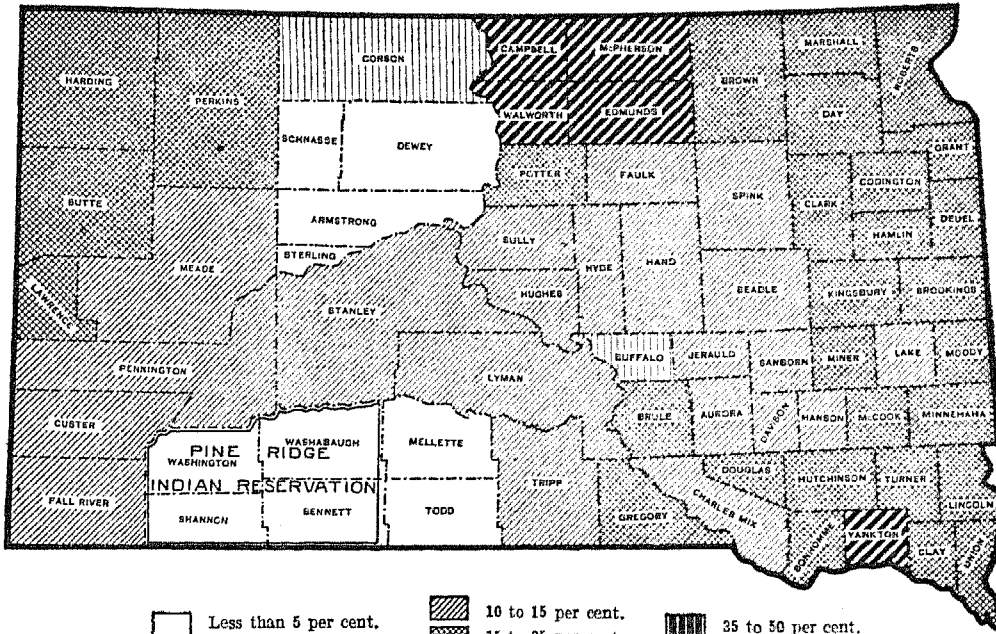 CAMPBELL
McPHERSON
MARSHALL
ROBERTS
HARDING
CORSON
BROWN
PERKINS
WALWORTH
EDMUNDS
DAY
SCHNASSE
DEWEY
GRANT
POTTER
FAULK
CODINGTON
BUTTE
SPINK
CLARK
DEUEL
ARMSTRONG
HAMLIN
SULLY
STERLING
HYDE
HAND
MEADE
BEADLE
KINGSBURY
BROOKINGS
LAWRENCE
HUGHES
STANLEY
BUFFALO
JERAULD
SANBORN
MINER
LAKE
MOODY
PENNINGTON
LYMAN
CUSTER
BRULE
AURORA
DAVISON
HANSON
McCOOK
MINNEHAHA
PINE RIDGE
WASHABAUGH
MELLETTE
WASHINGTON
DOUGLAS
HUTCHINSON
TURNER
INDIAN RESERVATION
TRIPP
LINCOLN
FALL RIVER
CHARLES MIX
SHANNON
BENNETT
TODD
GREGORY
BONHOMME
YANKTON
CLAY
UNION
Less than 5 per cent.
10 to 15 per cent.
35 to 50 per cent.